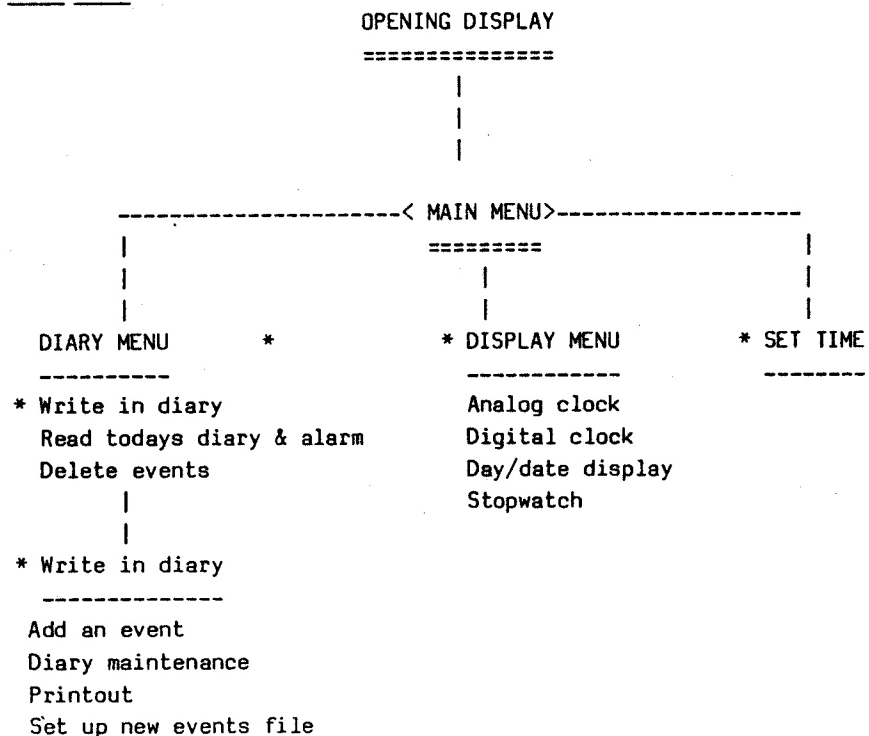 OPENING DISPLAY
===============
|
|
|
----------------------< MAIN MENU>-------------------
| ========= |
| | |
| | |
DIARY MENU * * DISPLAY MENU * SET TIME
---------- ------------ --------
* Write in diary Analog clock
Read todays diary & alarm Digital clock
Delete events Day/date display
| Stopwatch
|
* Write in diary
--------------
Add an event
Diary maintenance
Printout
Set up new events file